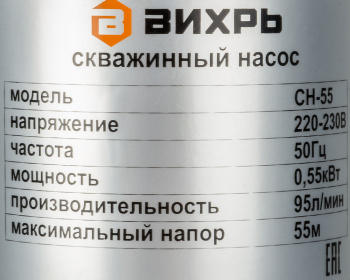 ВИХРЬ
скважинный насос
модель СН-55
напряжение 220-230В
частота 50Гц
мощность 0,55кВт
производительность 95л/мин
максимальный напор 55м
ЕАС